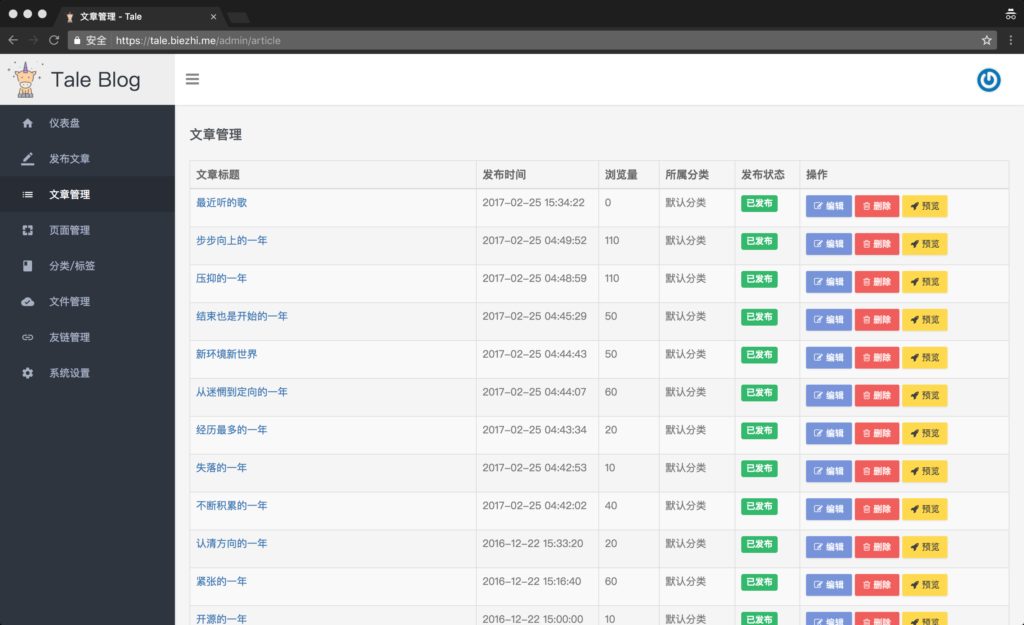 文章管理 - Tale
安全 https://tale.biezhi.me/admin/article
Tale Blog
仪表盘
发布文章
文章管理
页面管理
分类/标签
文件管理
友链管理
系统设置
文章管理
文章标题 发布时间 浏览量 所属分类 发布状态 操作
最近听的歌 2017-02-25 15:34:22 0 默认分类 已发布 编辑 删除 预览
步步向上的一年 2017-02-25 04:49:52 110 默认分类 已发布 编辑 删除 预览
压抑的一年 2017-02-25 04:48:59 110 默认分类 已发布 编辑 删除 预览
结束也是开始的一年 2017-02-25 04:45:29 50 默认分类 已发布 编辑 删除 预览
新环境新世界 2017-02-25 04:44:43 50 默认分类 已发布 编辑 删除 预览
从迷惘到定向的一年 2017-02-25 04:44:07 60 默认分类 已发布 编辑 删除 预览
经历最多的一年 2017-02-25 04:43:34 20 默认分类 已发布 编辑 删除 预览
失落的一年 2017-02-25 04:42:53 10 默认分类 已发布 编辑 删除 预览
不断积累的一年 2017-02-25 04:42:02 40 默认分类 已发布 编辑 删除 预览
认清方向的一年 2016-12-22 15:33:20 20 默认分类 已发布 编辑 删除 预览
紧张的一年 2016-12-22 15:16:40 60 默认分类 已发布 编辑 删除 预览
开源的一年 2016-12-22 15:00:00 10 默认分类 已发布 编辑 删除 预览